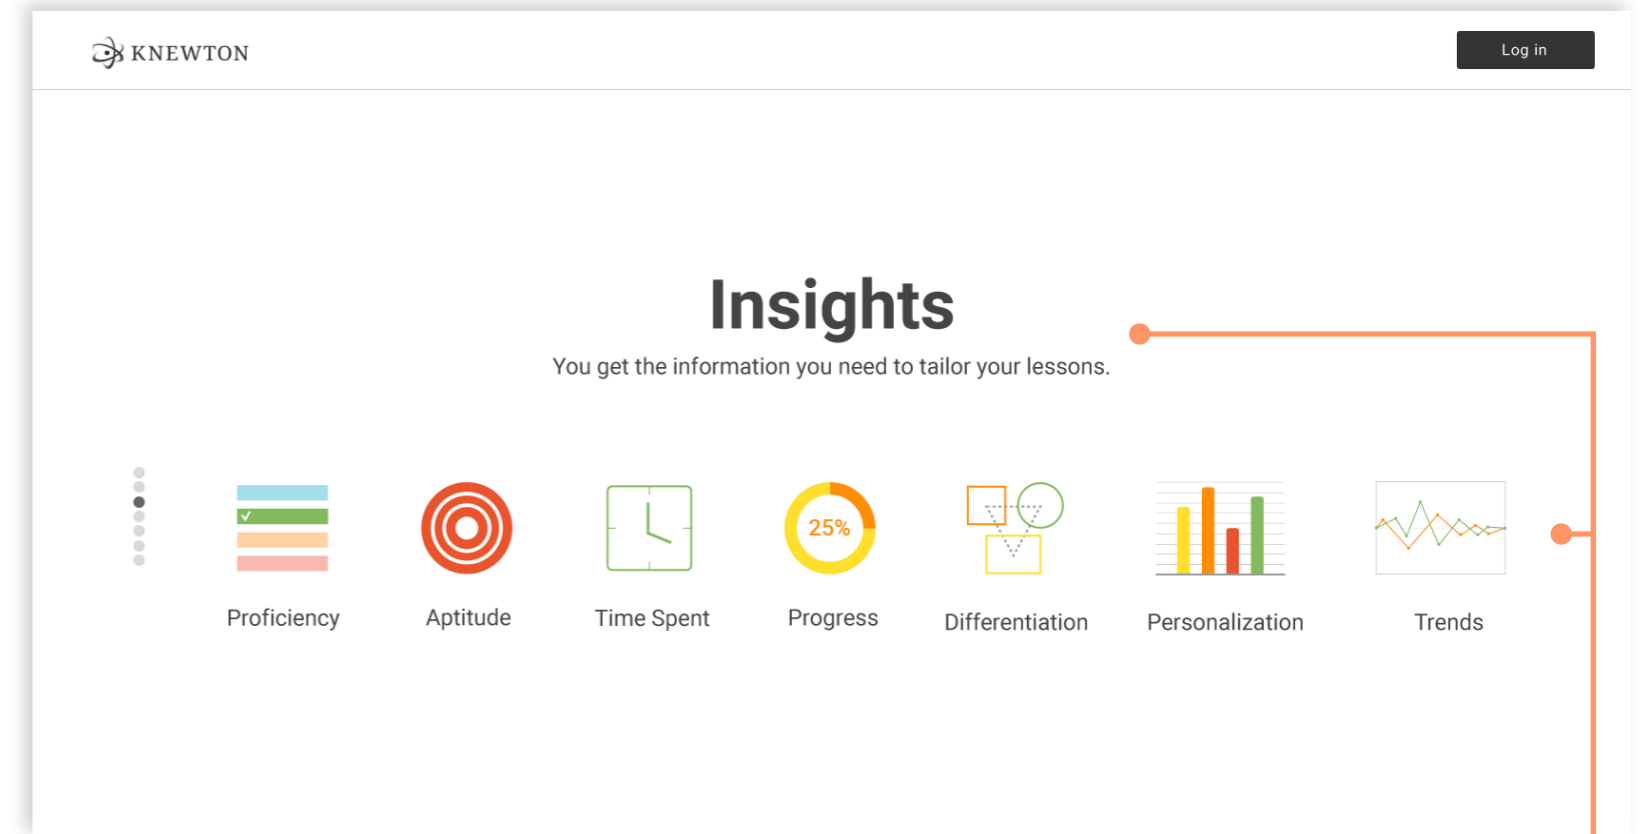 KNEWTON
Log in
Insights
You get the information you need to tailor your lessons.
25%
Proficiency
Aptitude
Time Spent
Progress
Differentiation
Personalization
Trends